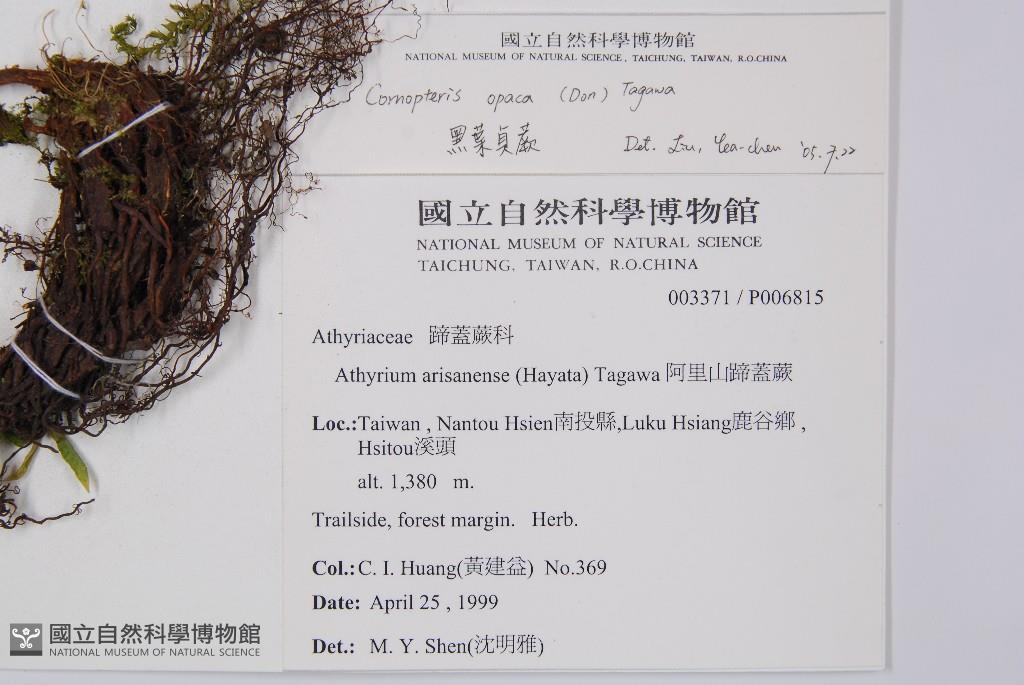 國立自然科學博物館
NATIONAL MUSEUM OF NATURAL SCIENCE, TAICHUNG, TAIWAN, R.O.CHINA
Cornopteris opaca (Don) Tagawa
黑葉貞蕨 Det. Liu, Yea-chen '05.7.22
國立自然科學博物館
NATIONAL MUSEUM OF NATURAL SCIENCE
TAICHUNG, TAIWAN, R.O.CHINA
003371 / P006815
Athyriaceae 蹄蓋蕨科
Athyrium arisanense (Hayata) Tagawa 阿里山蹄蓋蕨
Loc.:Taiwan , Nantou Hsien南投縣,Luku Hsiang鹿谷鄉 ,
Hsitou溪頭
alt. 1,380 m.
Trailside, forest margin. Herb.
Col.: C. I. Huang(黃建益) No.369
Date: April 25 , 1999
Det.: M. Y. Shen(沈明雅)
國立自然科學博物館
NATIONAL MUSEUM OF NATURAL SCIENCE